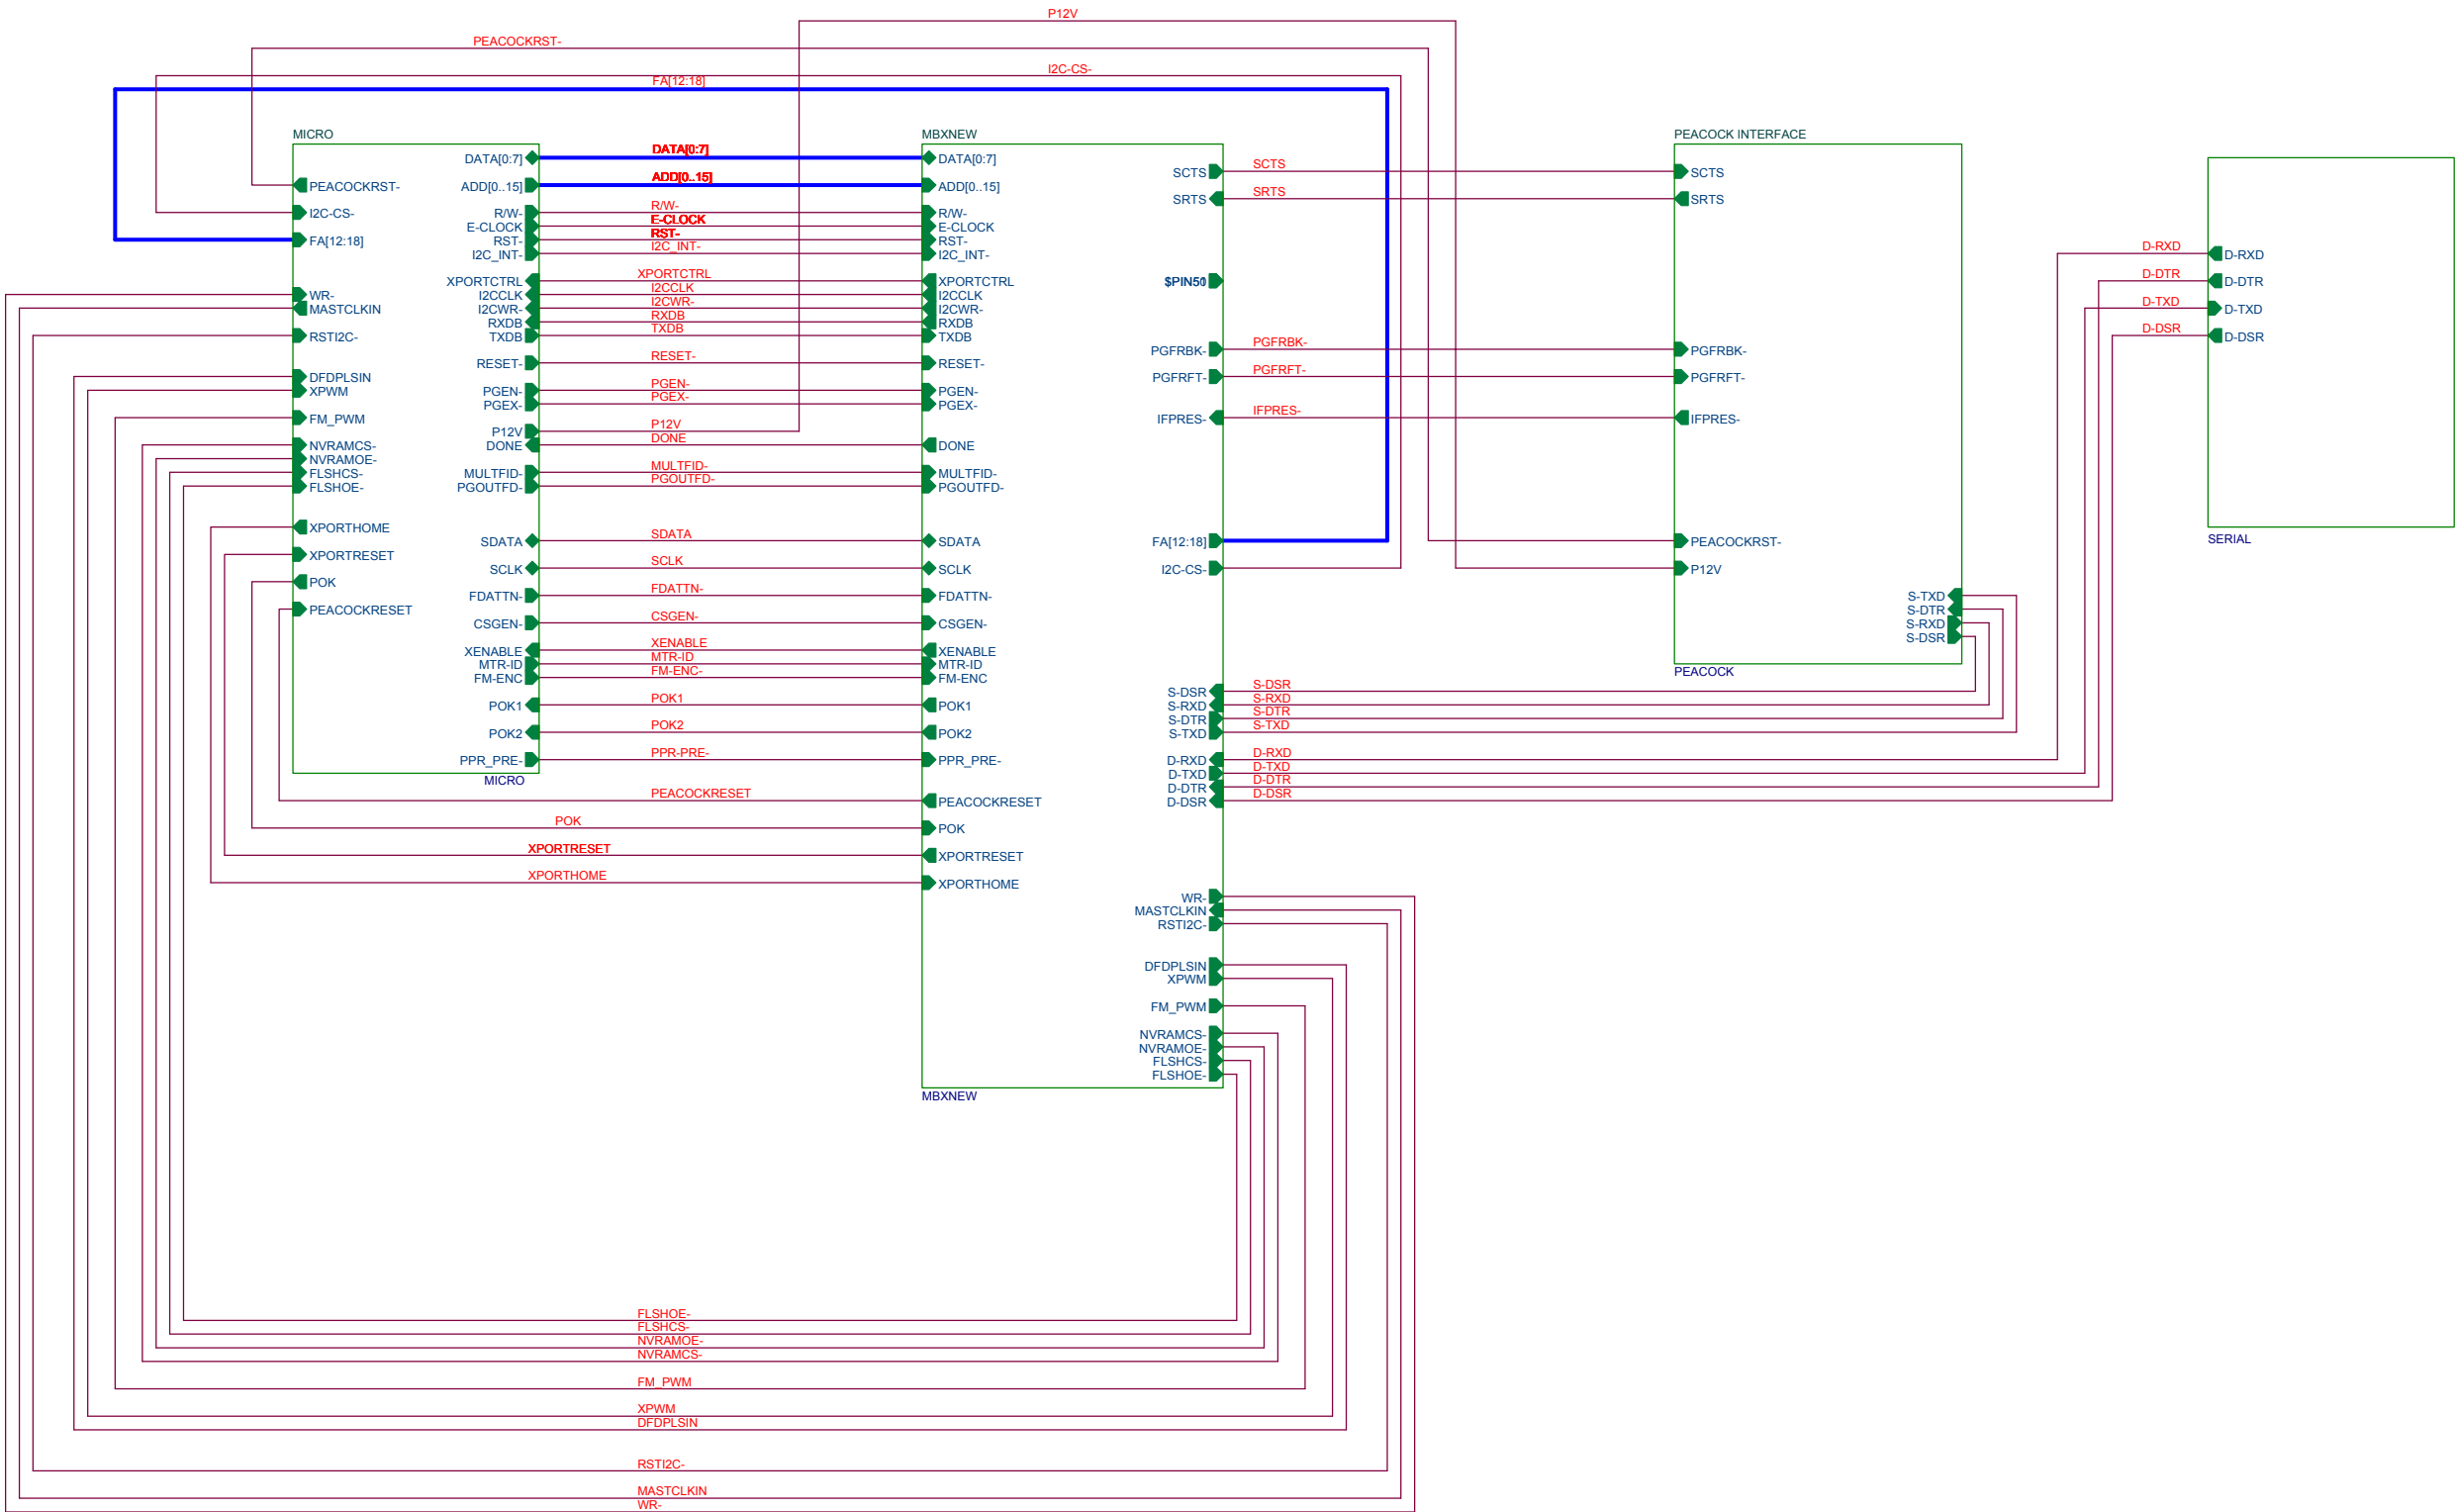 P12V
PEACOCKRST-
I2C-CS-
FA[12:18]
MICRO
PEACOCKRST-
I2C-CS-
FA[12:18]
WR-
MASTCLKIN
RSTI2C-
DFDPLSIN
XPWM
FM_PWM
NVRAMCS-
NVRAMOE-
FLSHCS-
FLSHOE-
XPORTHOME
XPORTRESET
POK
PEACOCKRESET
DATA[0:7]
ADD[0..15]
R/W-
E-CLOCK
RST-
I2C_INT-
XPORTCTRL
I2CCLK
I2CWR-
RXDB
TXDB
RESET-
PGEN-
PGEX-
P12V
DONE
MULTFID-
PGOUTFD-
SDATA
SCLK
FDATTN-
CSGEN-
XENABLE
MTR-ID
FM-ENC
POK1
POK2
PPR_PRE-
MICRO
DATA[0:7]
ADD[0..15]
R/W-
E-CLOCK
RST-
I2C_INT-
XPORTCTRL
I2CCLK
I2CWR-
RXDB
TXDB
RESET-
PGEN-
PGEX-
P12V
DONE
MULTFID-
PGOUTFD-
SDATA
SCLK
FDATTN-
CSGEN-
XENABLE
MTR-ID
FM-ENC-
POK1
POK2
PPR-PRE-
PEACOCKRESET
POK
XPORTRESET
XPORTHOME
MBXNEW
DATA[0:7]
ADD[0..15]
R/W-
E-CLOCK
RST-
I2C_INT-
XPORTCTRL
I2CCLK
I2CWR-
RXDB
TXDB
RESET-
PGEN-
PGEX-
DONE
MULTFID-
PGOUTFD-
SDATA
SCLK
FDATTN-
CSGEN-
XENABLE
MTR-ID
FM-ENC
POK1
POK2
PPR_PRE-
PEACOCKRESET
POK
XPORTRESET
XPORTHOME
SCTS
SRTS
PGFRBK-
PGFRFT-
IFPRES-
FA[12:18]
I2C-CS-
S-DSR
S-RXD
S-DTR
S-TXD
D-RXD
D-TXD
D-DTR
D-DSR
WR-
MASTCLKIN
RSTI2C-
DFDPLSIN
XPWM
FM_PWM
NVRAMCS-
NVRAMOE-
FLSHCS-
FLSHOE-
MBXNEW
SCTS
SRTS
PGFRBK-
PGFRFT-
IFPRES-
S-DSR
S-RXD
S-DTR
S-TXD
D-RXD
D-TXD
D-DTR
D-DSR
PEACOCK INTERFACE
SCTS
SRTS
PGFRBK-
PGFRFT-
IFPRES-
PEACOCKRST-
P12V
S-TXD
S-DTR
S-RXD
S-DSR
PEACOCK
D-RXD
D-DTR
D-TXD
D-DSR
D-RXD
D-DTR
D-TXD
D-DSR
SERIAL
FLSHOE-
FLSHCS-
NVRAMOE-
NVRAMCS-
FM_PWM
XPWM
DFDPLSIN
RSTI2C-
MASTCLKIN
WR-